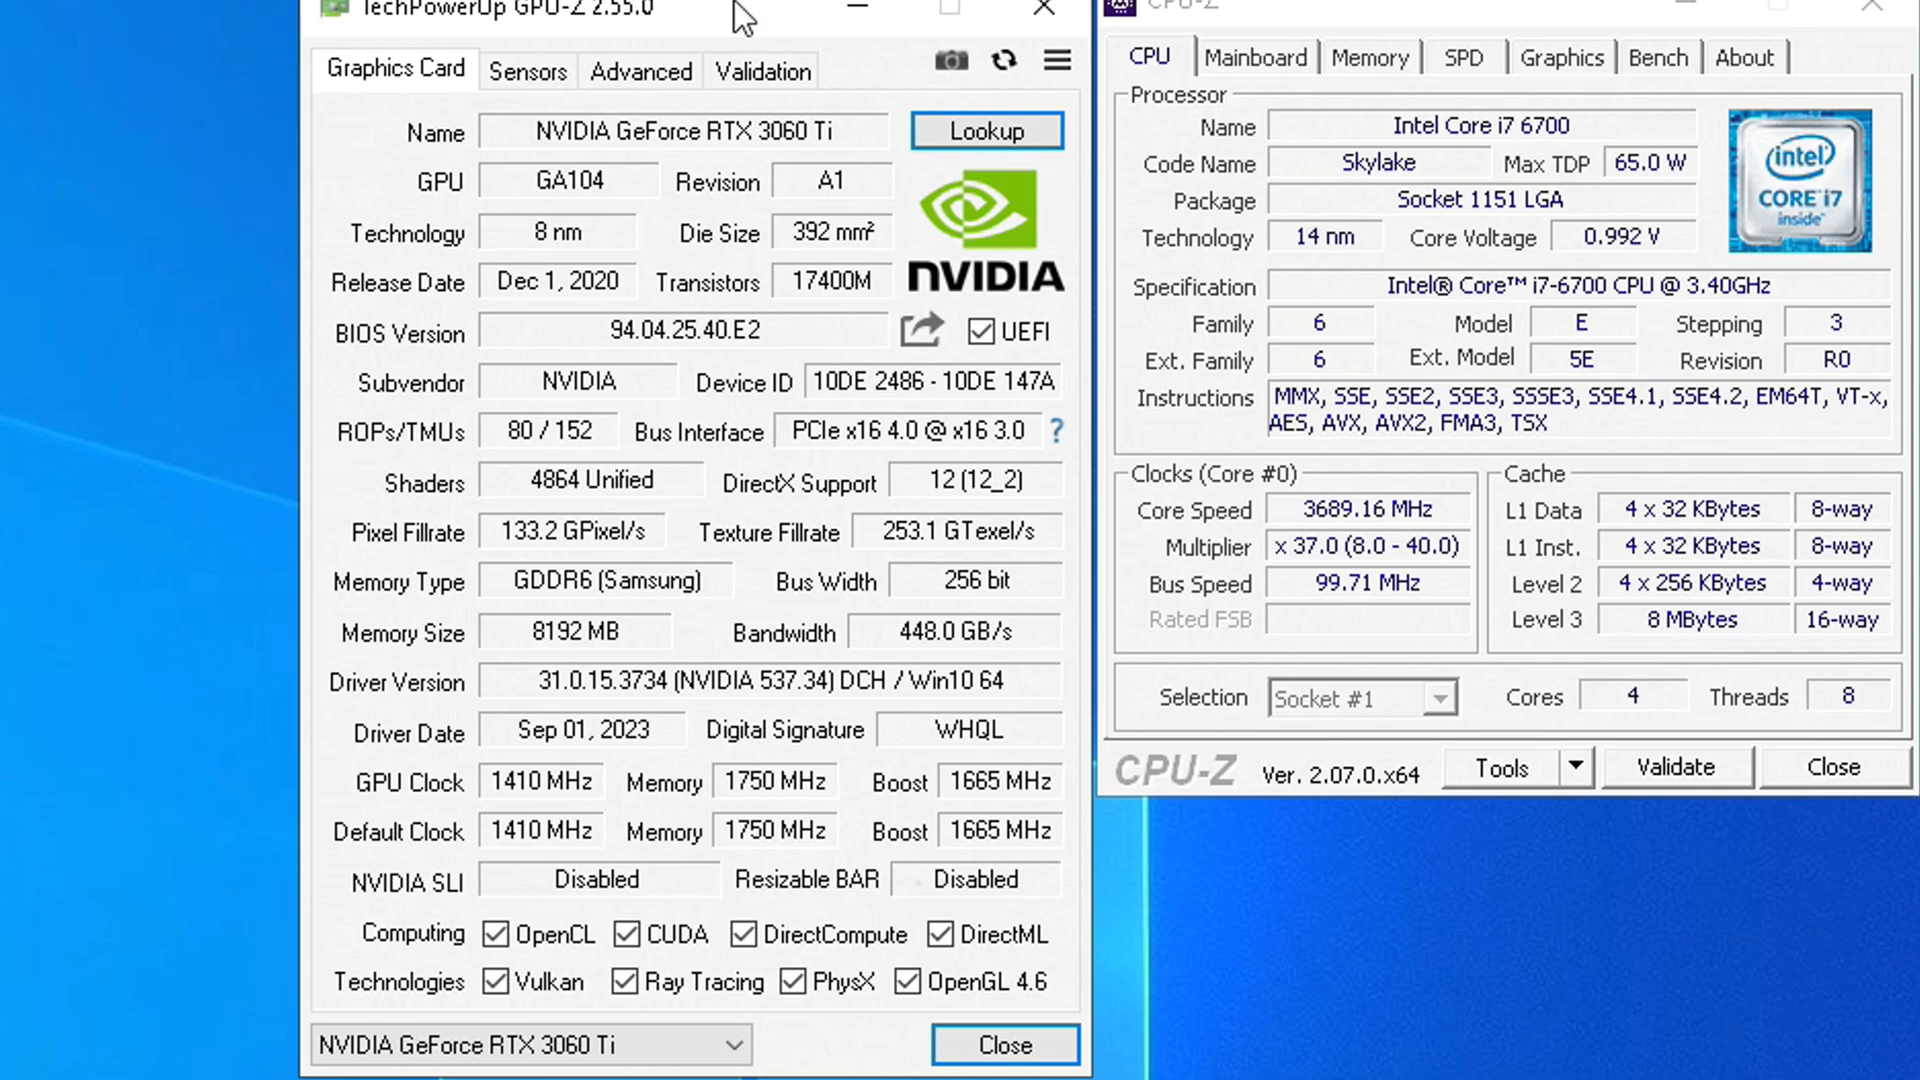 TechPowerUp GPU-Z 2.55.0
Graphics Card Sensors Advanced Validation
Name NVIDIA GeForce RTX 3060 Ti Lookup
GPU GA104 Revision A1
Technology 8 nm Die Size 392 mm²
NVIDIA
Release Date Dec 1, 2020 Transistors 17400M
BIOS Version 94.04.25.40.E2 UEFI
Subvendor NVIDIA Device ID 10DE 2486 - 10DE 147A
ROPs/TMUs 80 / 152 Bus Interface PCIe x16 4.0 @ x16 3.0 ?
Shaders 4864 Unified DirectX Support 12 (12_2)
Pixel Fillrate 133.2 GPixel/s Texture Fillrate 253.1 GTexel/s
Memory Type GDDR6 (Samsung) Bus Width 256 bit
Memory Size 8192 MB Bandwidth 448.0 GB/s
Driver Version 31.0.15.3734 (NVIDIA 537.34) DCH / Win10 64
Driver Date Sep 01, 2023 Digital Signature WHQL
GPU Clock 1410 MHz Memory 1750 MHz Boost 1665 MHz
Default Clock 1410 MHz Memory 1750 MHz Boost 1665 MHz
NVIDIA SLI Disabled Resizable BAR Disabled
Computing OpenCL CUDA DirectCompute DirectML
Technologies Vulkan Ray Tracing PhysX OpenGL 4.6
NVIDIA GeForce RTX 3060 Ti Close
CPU-Z
CPU Mainboard Memory SPD Graphics Bench About
Processor
Name Intel Core i7 6700
Code Name Skylake Max TDP 65.0 W
Package Socket 1151 LGA
Technology 14 nm Core Voltage 0.992 V
intel
CORE i7
inside
Specification Intel® Core™ i7-6700 CPU @ 3.40GHz
Family 6 Model E Stepping 3
Ext. Family 6 Ext. Model 5E Revision R0
Instructions MMX, SSE, SSE2, SSE3, SSSE3, SSE4.1, SSE4.2, EM64T, VT-x,
AES, AVX, AVX2, FMA3, TSX
Clocks (Core #0)
Core Speed 3689.16 MHz
Multiplier x 37.0 (8.0 - 40.0)
Bus Speed 99.71 MHz
Rated FSB
Cache
L1 Data 4 x 32 KBytes 8-way
L1 Inst. 4 x 32 KBytes 8-way
Level 2 4 x 256 KBytes 4-way
Level 3 8 MBytes 16-way
Selection Socket #1 Cores 4 Threads 8
CPU-Z Ver. 2.07.0.x64 Tools Validate Close